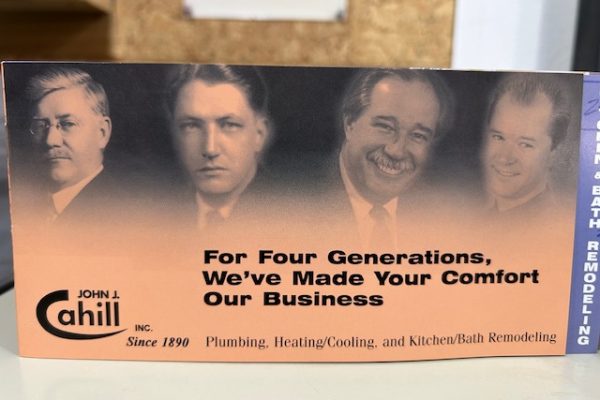 For Four Generations,
We've Made Your Comfort
Our Business
JOHN J.
Cahill
INC.
Since 1890
Plumbing, Heating/Cooling, and Kitchen/Bath Remodeling
& BATH REMODELING